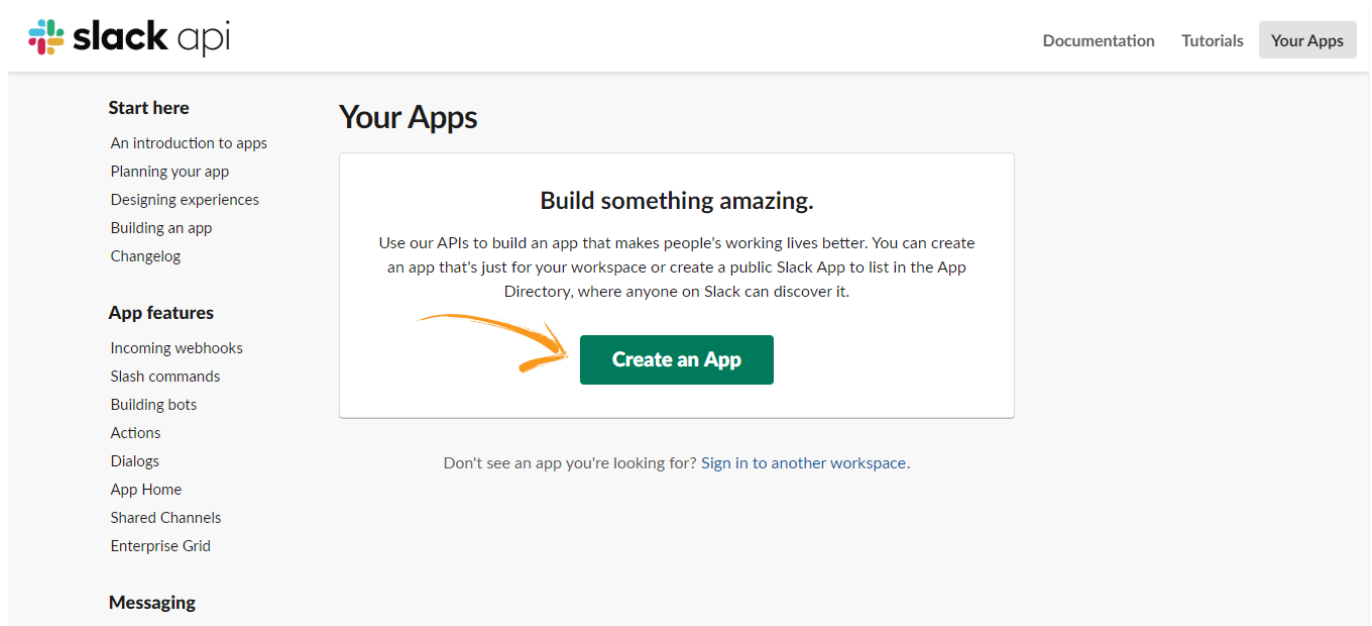 slack api
Documentation
Tutorials
Your Apps
Start here
An introduction to apps
Planning your app
Designing experiences
Building an app
Changelog
App features
Incoming webhooks
Slash commands
Building bots
Actions
Dialogs
App Home
Shared Channels
Enterprise Grid
Messaging
Your Apps
Build something amazing.
Use our APIs to build an app that makes people's working lives better. You can create
an app that's just for your workspace or create a public Slack App to list in the App
Directory, where anyone on Slack can discover it.
Create an App
Don't see an app you're looking for? Sign in to another workspace.